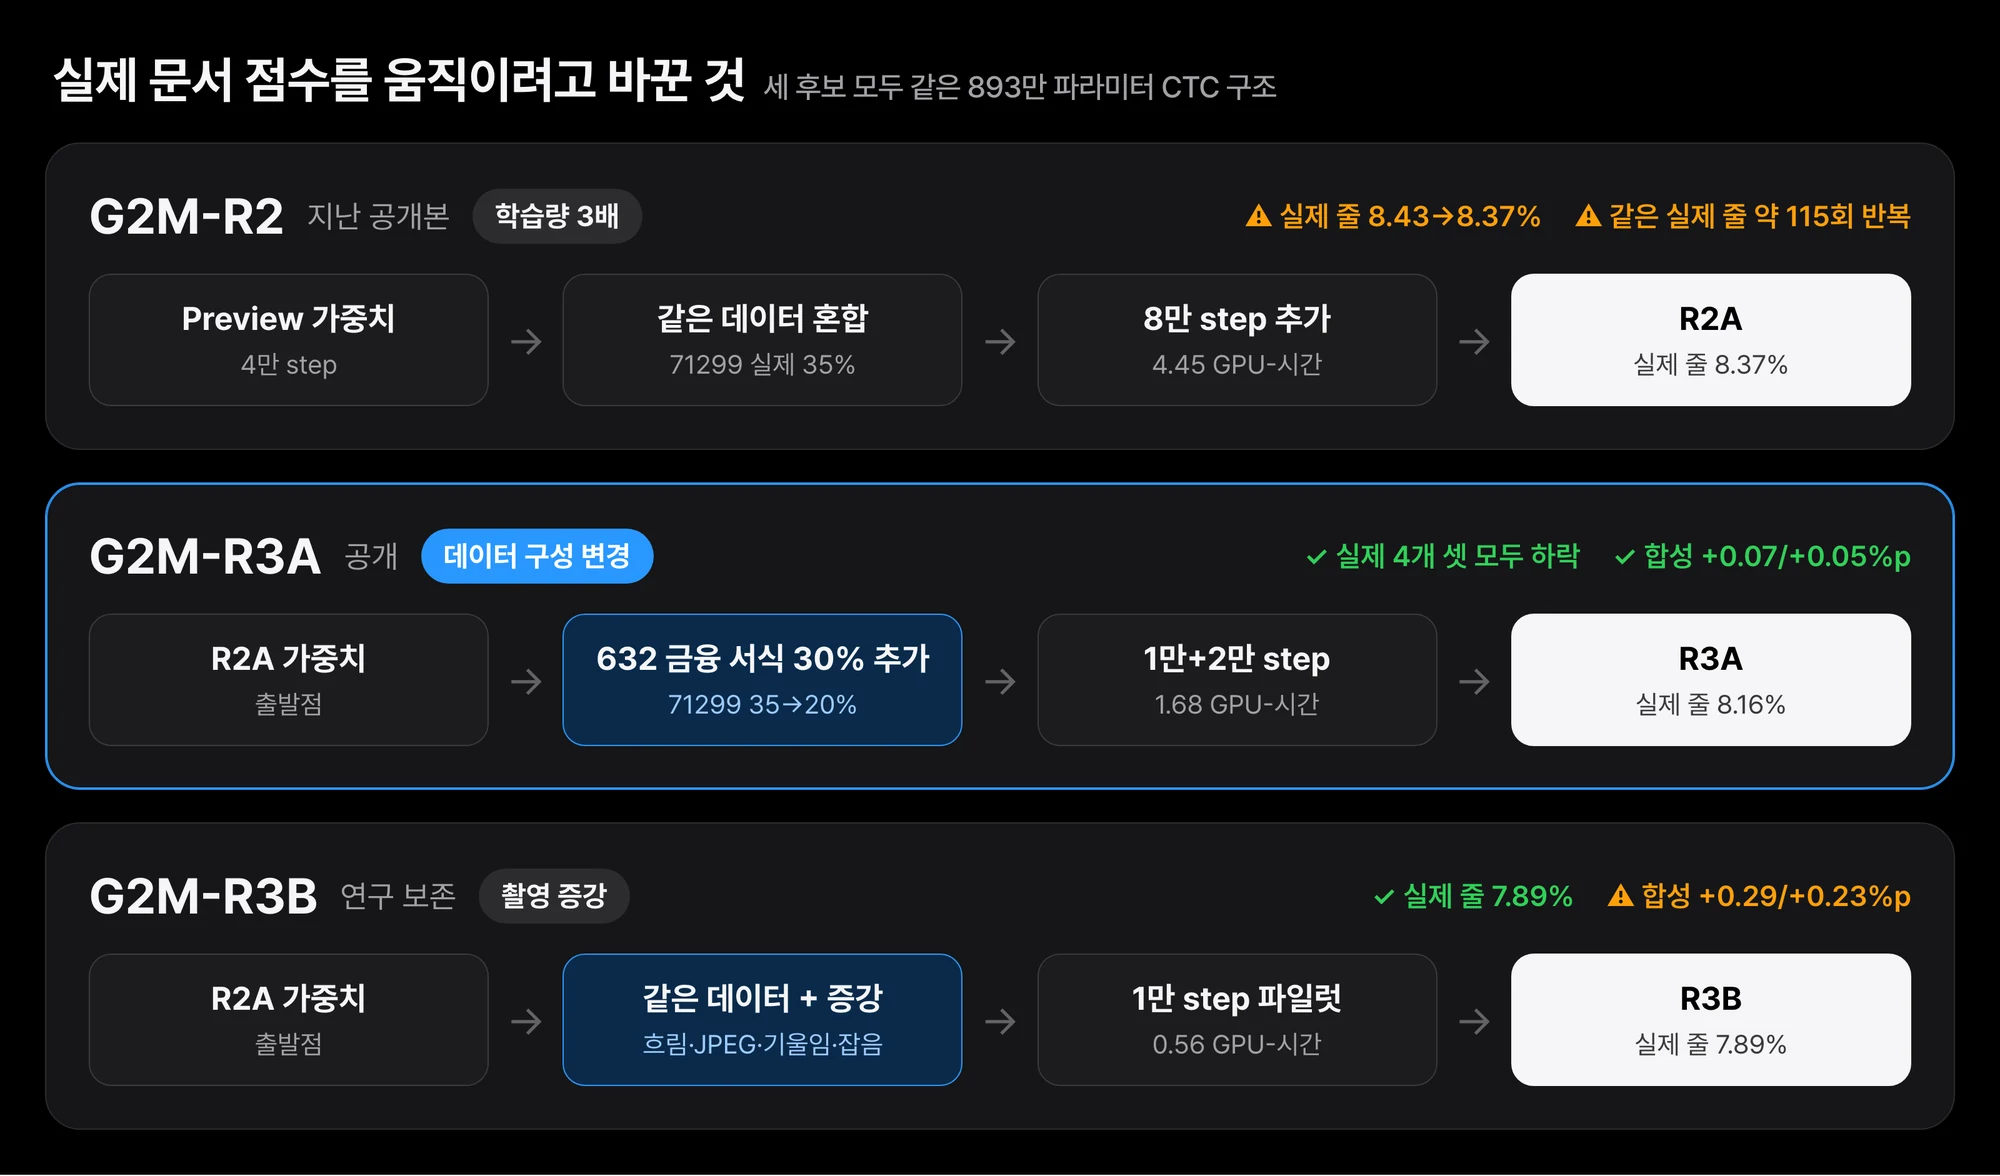 실제 문서 점수를 움직이려고 바꾼 것 세 후보 모두 같은 893만 파라미터 CTC 구조
G2M-R2 지난 공개본 학습량 3배 ⚠ 실제 줄 8.43→8.37% ⚠ 같은 실제 줄 약 115회 반복
Preview 가중치 → 같은 데이터 혼합 → 8만 step 추가 → R2A
4만 step 71299 실제 35% 4.45 GPU-시간 실제 줄 8.37%
G2M-R3A 공개 데이터 구성 변경 ✓ 실제 4개 셋 모두 하락 ✓ 합성 +0.07/+0.05%p
R2A 가중치 → 632 금융 서식 30% 추가 → 1만+2만 step → R3A
출발점 71299 35→20% 1.68 GPU-시간 실제 줄 8.16%
G2M-R3B 연구 보존 촬영 증강 ✓ 실제 줄 7.89% ⚠ 합성 +0.29/+0.23%p
R2A 가중치 → 같은 데이터 + 증강 → 1만 step 파일럿 → R3B
출발점 흐림·JPEG·기울임·잡음 0.56 GPU-시간 실제 줄 7.89%